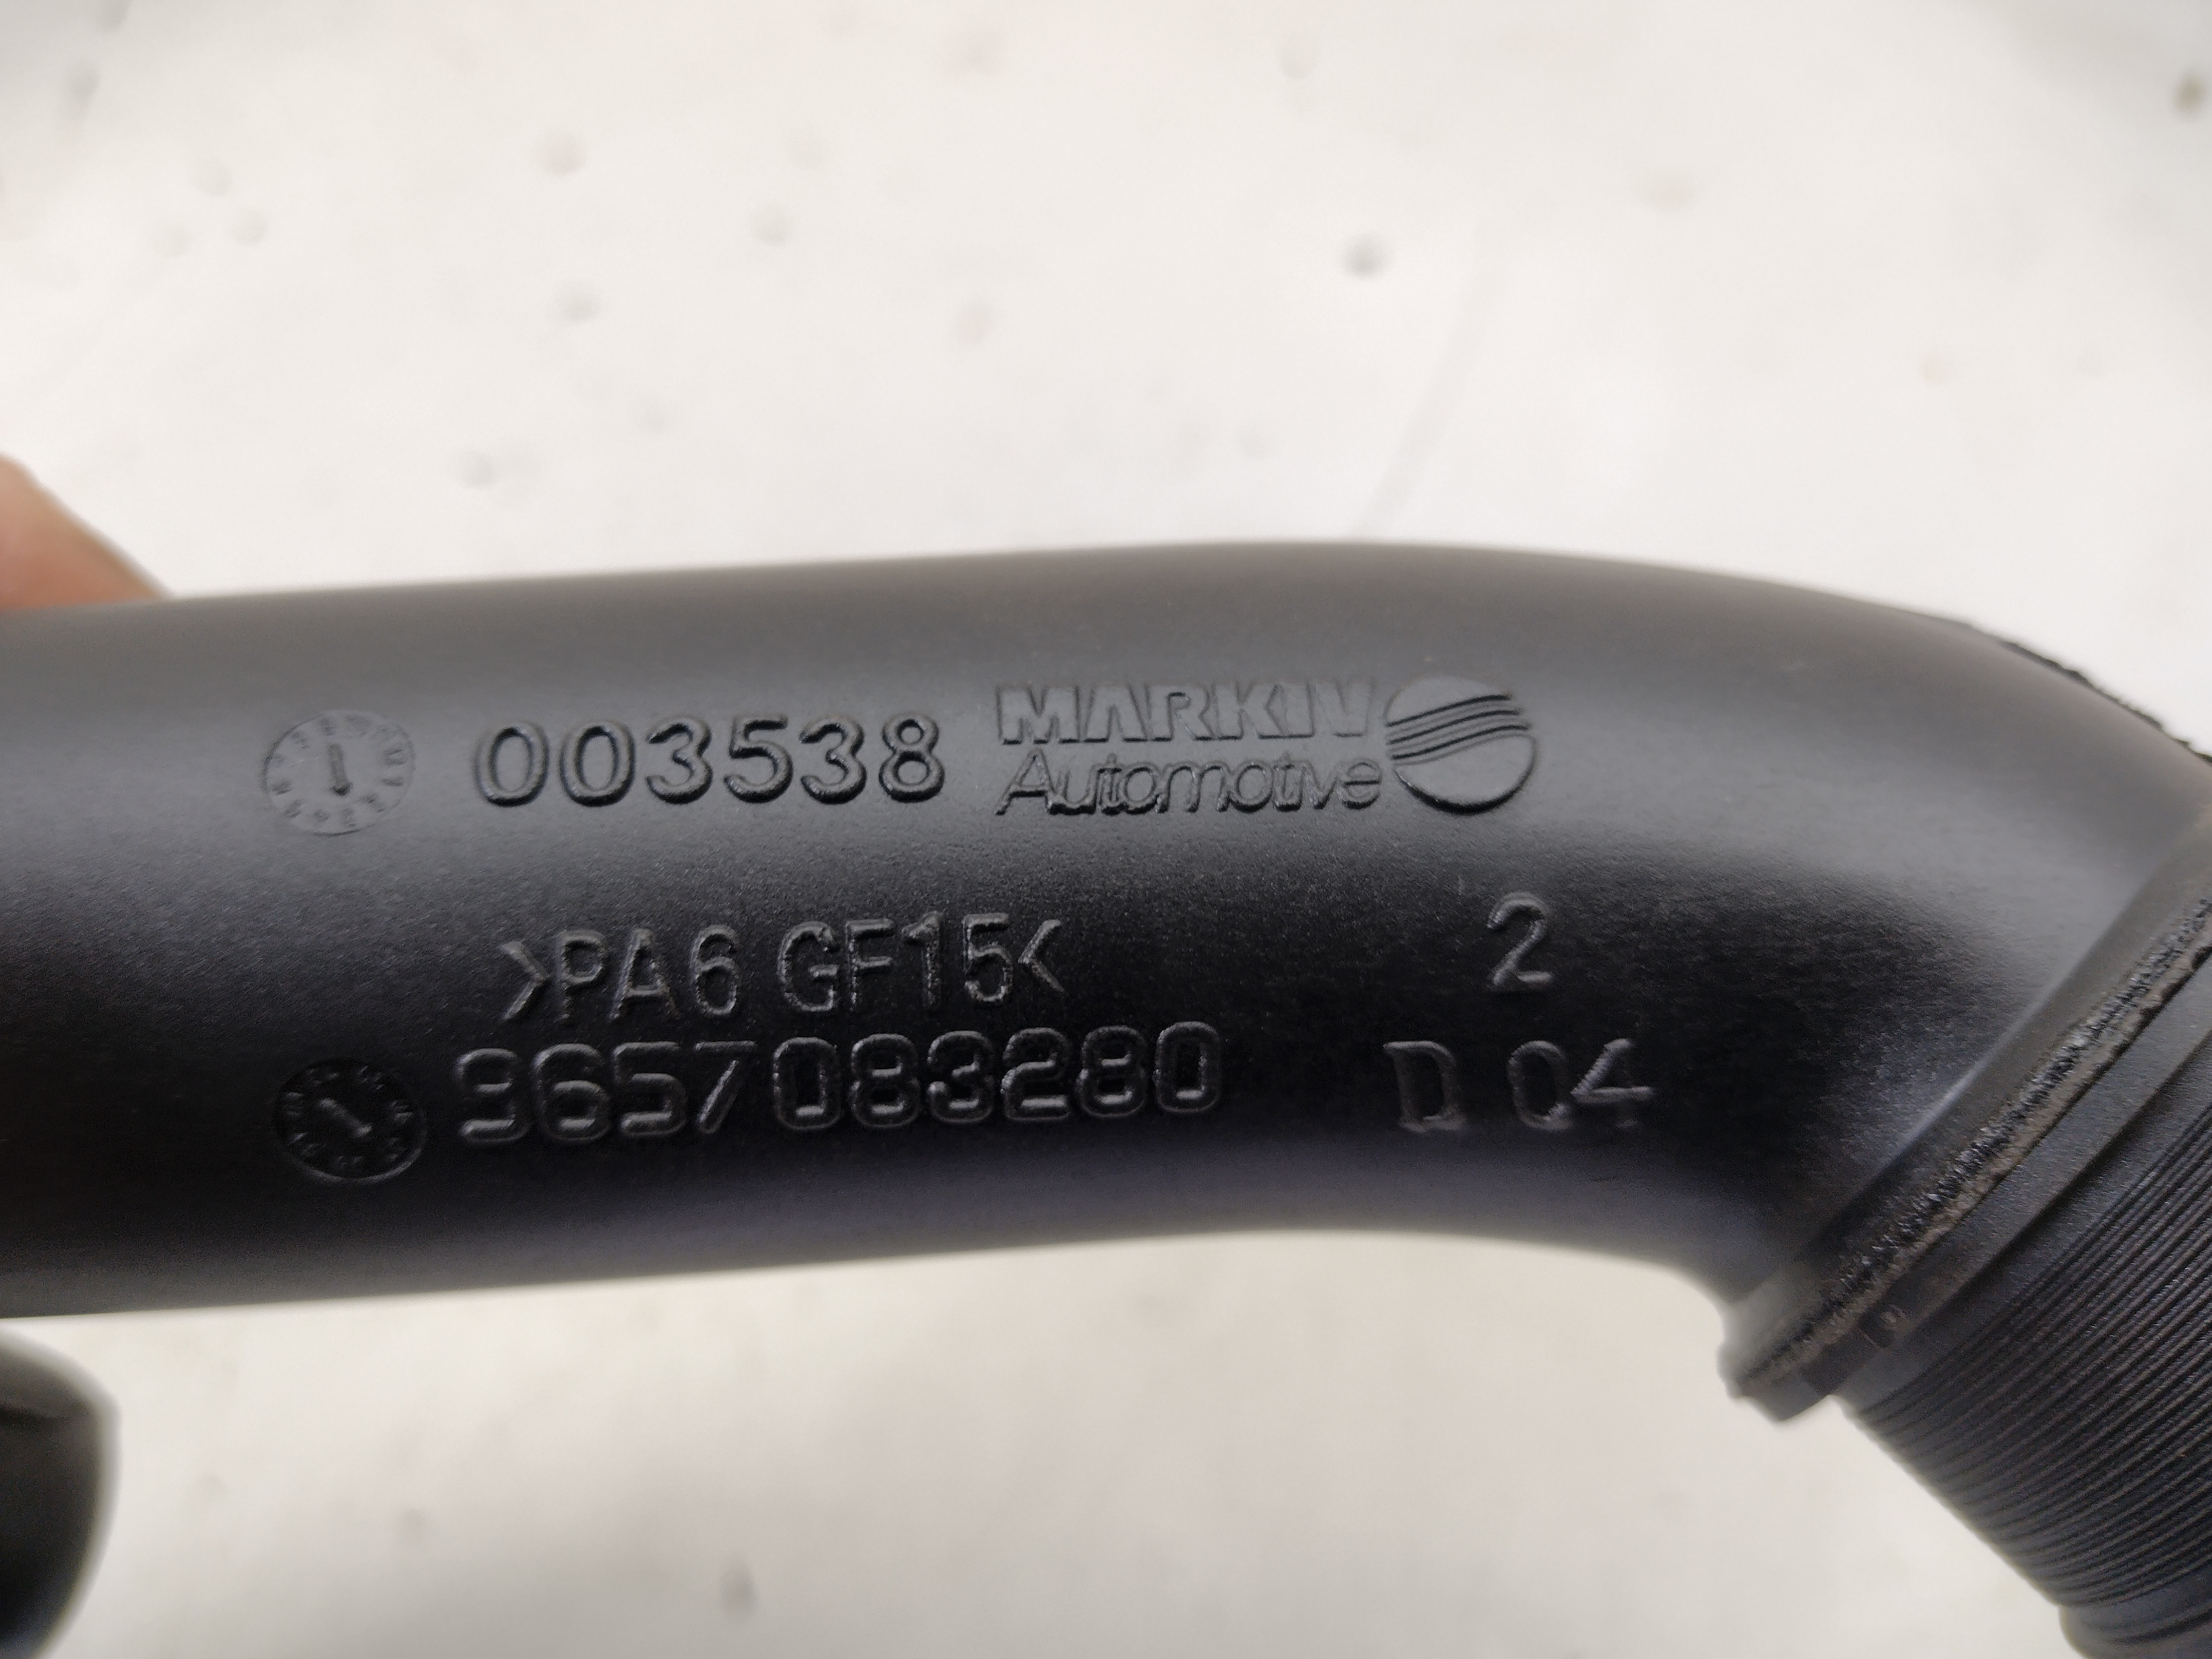 003538 MARKIV
Automotive
>PA6 GF15<
2
9657083280
D 04